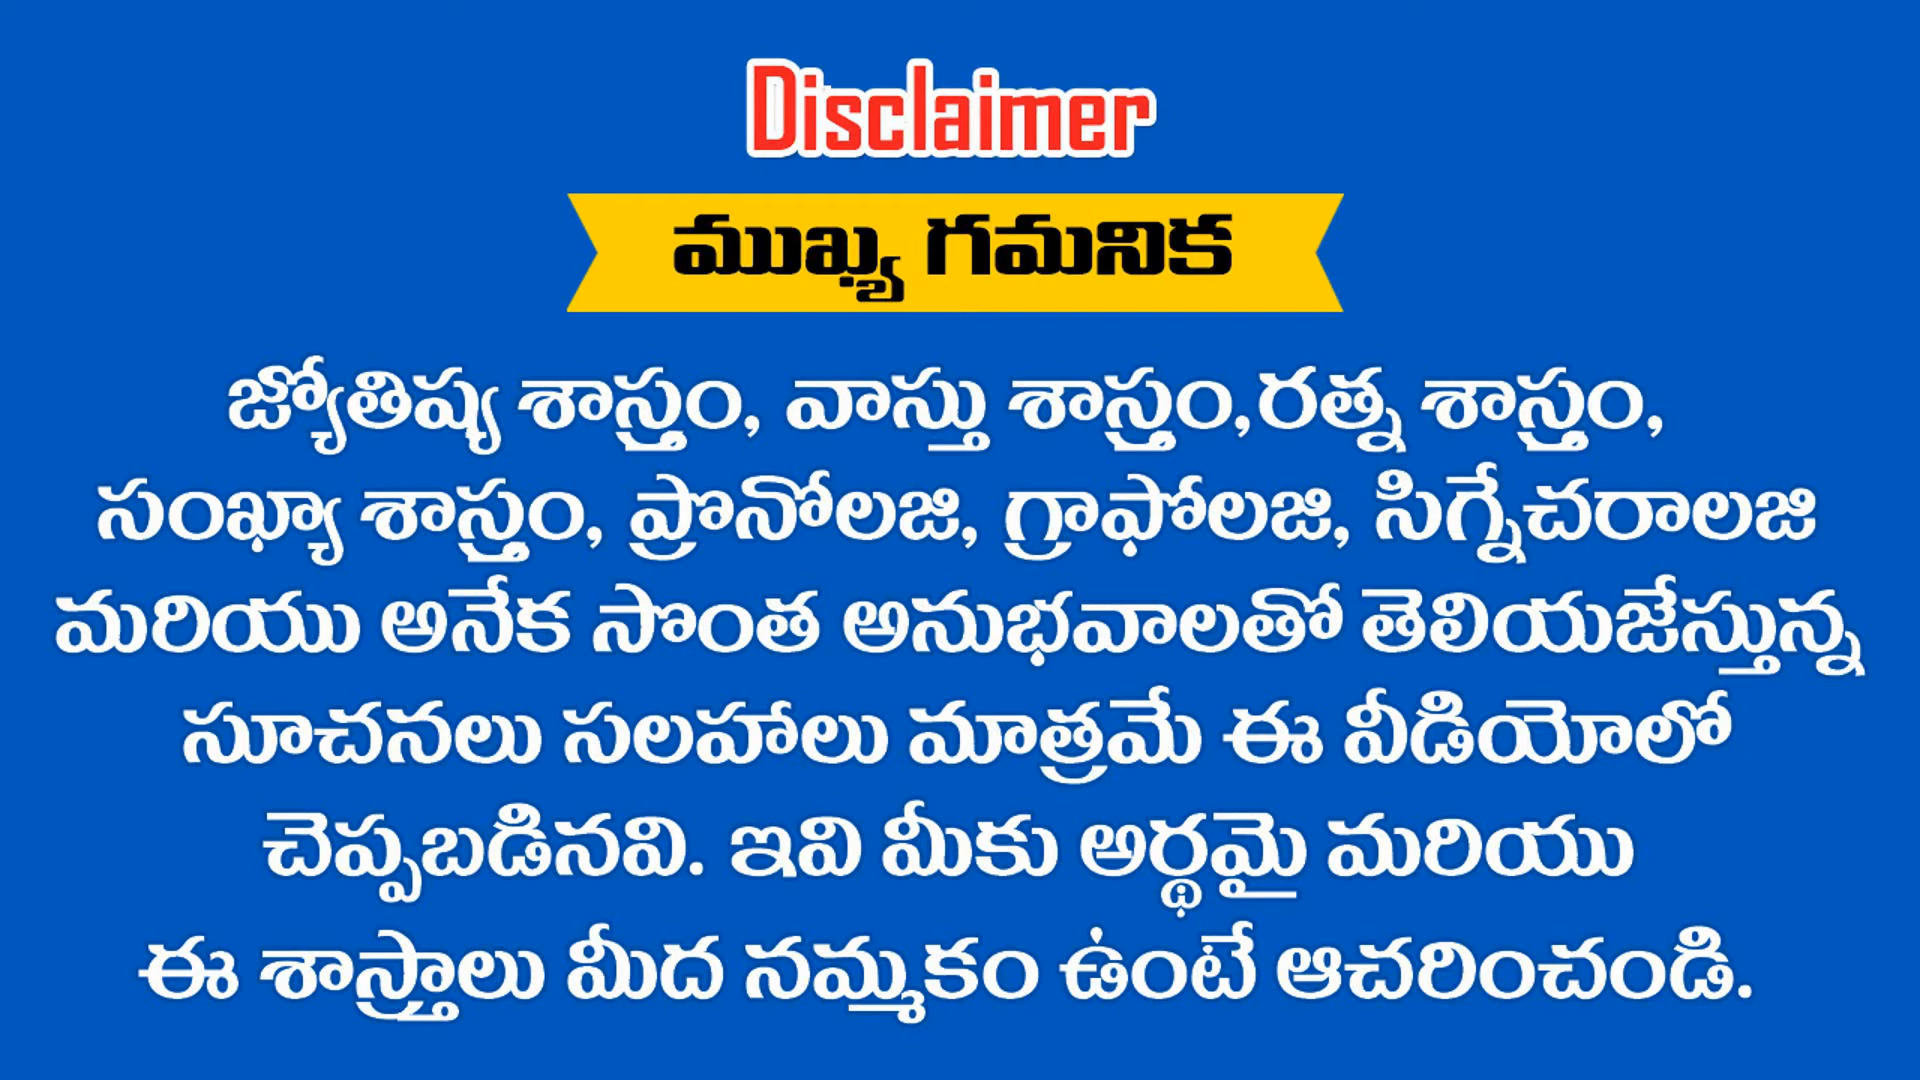 Disclaimer
ముఖ్య గమనిక
జ్యోతిష్య శాస్త్రం, వాస్తు శాస్త్రం,రత్న శాస్త్రం,
సంఖ్యా శాస్త్రం, ప్రొనోలజి, గ్రాఫోలజి, సిగ్నేచరాలజి
మరియు అనేక సొంత అనుభవాలతో తెలియజేస్తున్న
సూచనలు సలహాలు మాత్రమే ఈ వీడియోలో
చెప్పబడినవి. ఇవి మీకు అర్థమై మరియు
ఈ శాస్త్రాలు మీద నమ్మకం ఉంటే ఆచరించండి.